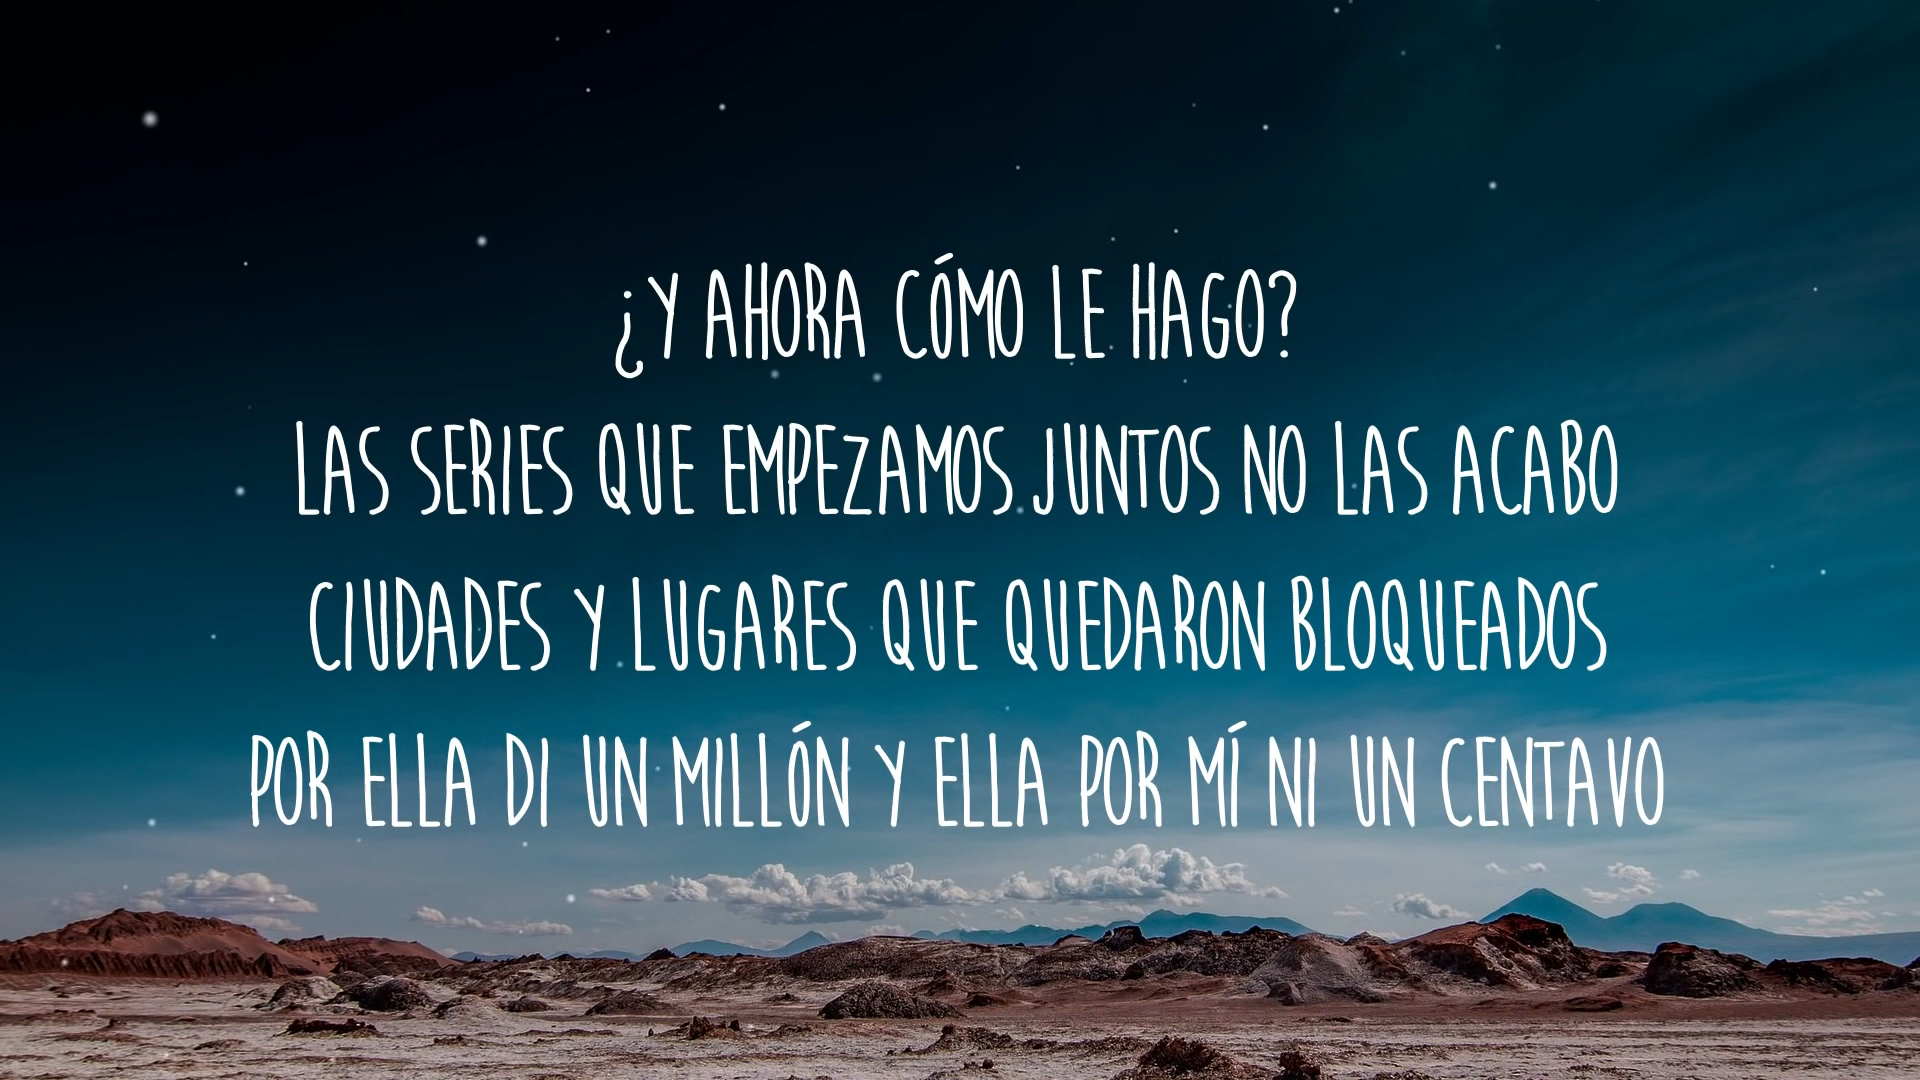 ¿Y AHORA CÓMO LE HAGO?
LAS SERIES QUE EMPEZAMOS JUNTOS NO LAS ACABO
CIUDADES Y LUGARES QUE QUEDARON BLOQUEADOS
POR ELLA DI UN MILLÓN Y ELLA POR MÍ NI UN CENTAVO